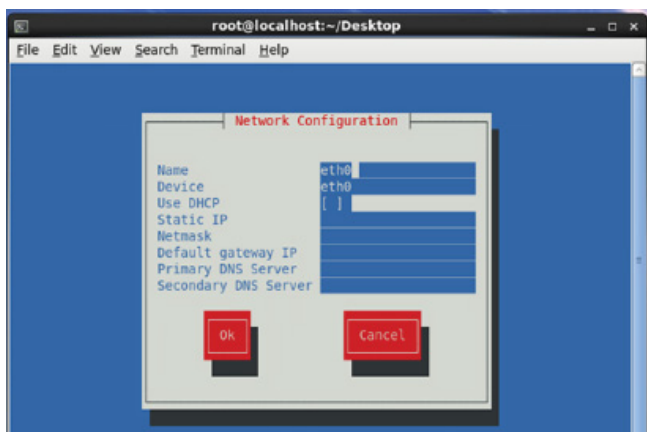 root@localhost:~/Desktop
File Edit View Search Terminal Help
Network Configuration
Name eth0
Device eth0
Use DHCP [ ]
Static IP
Netmask
Default gateway IP
Primary DNS Server
Secondary DNS Server
Ok Cancel